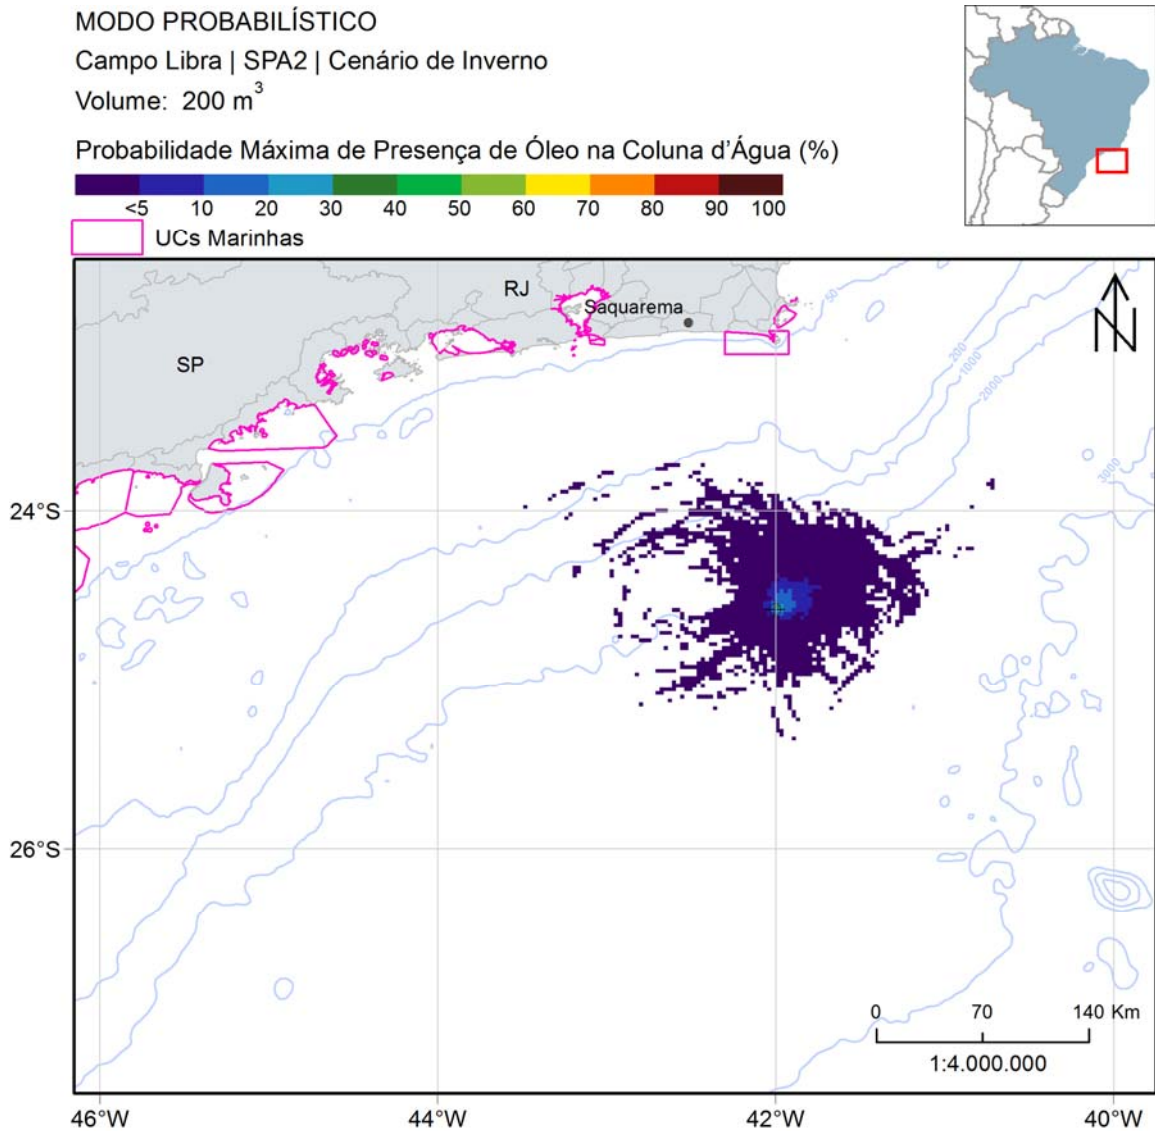 MODO PROBABILÍSTICO
Campo Libra | SPA2 | Cenário de Inverno
Volume: 200 m³
Probabilidade Máxima de Presença de Óleo na Coluna d'Água (%)
<5 10 20 30 40 50 60 70 80 90 100
UCs Marinhas
RJ
Saquarema
SP
50
200
1000
2000
3000
N
24°S
26°S
0 70 140 Km
1:4.000.000
46°W 44°W 42°W 40°W